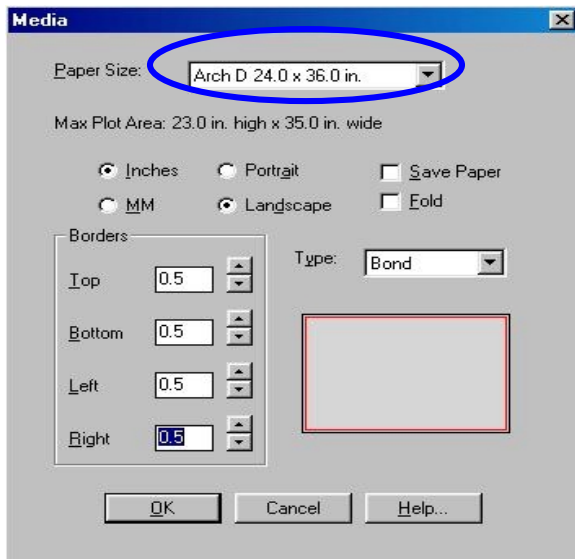 Media
Paper Size: Arch D 24.0 x 36.0 in.
Max Plot Area: 23.0 in. high x 35.0 in. wide
Inches Portrait Save Paper
MM Landscape Fold
Borders
Type: Bond
Top 0.5
Bottom 0.5
Left 0.5
Right 0.5
OK Cancel Help...